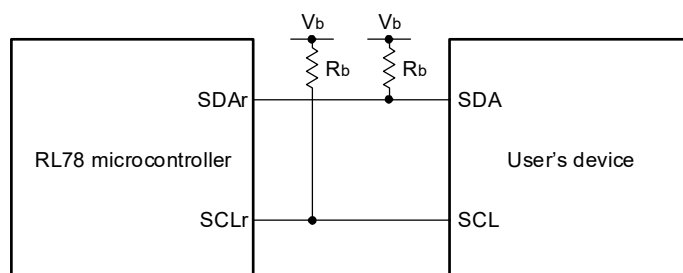 Vb Vb
Rb Rb
SDAr SDA
RL78 microcontroller User’s device
SCLr SCL